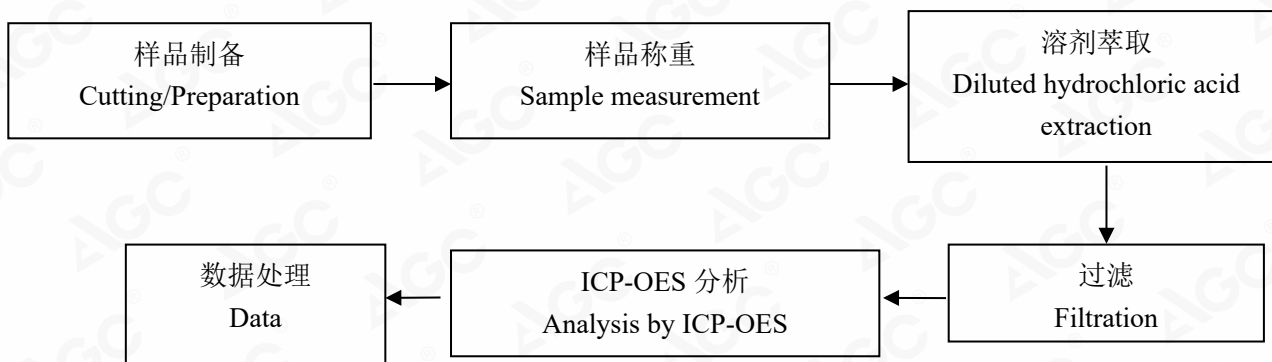 样品制备
Cutting/Preparation
样品称重
Sample measurement
溶剂萃取
Diluted hydrochloric acid
extraction
过滤
Filtration
ICP-OES 分析
Analysis by ICP-OES
数据处理
Data